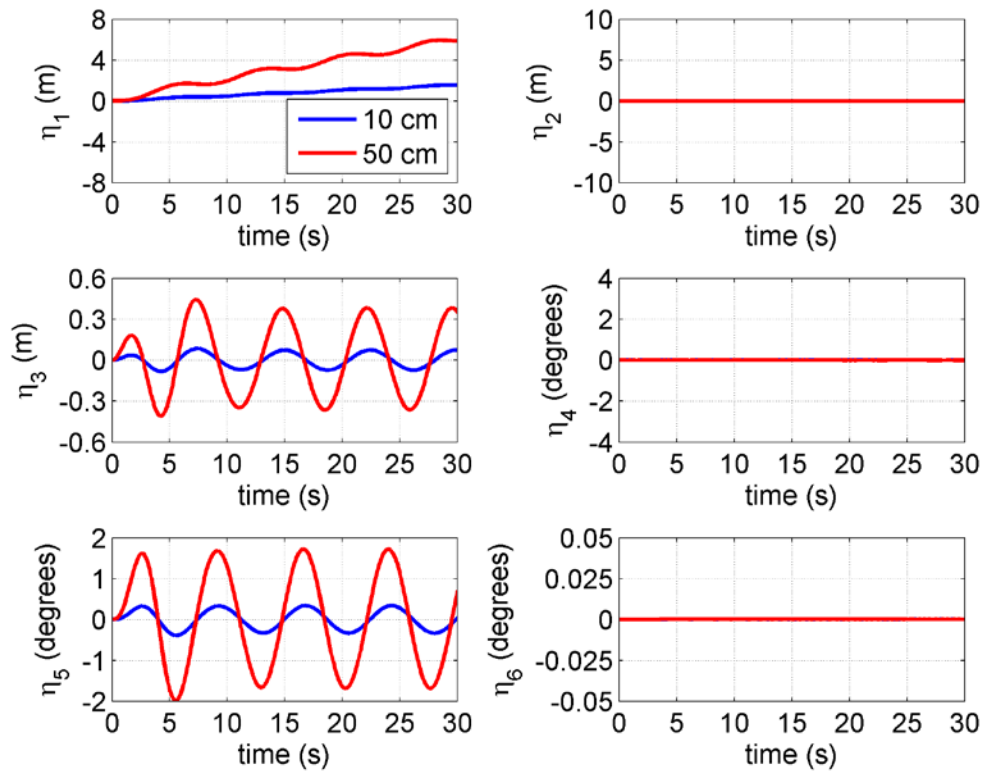 η1 (m)
8
4
0
-4
-8
0 5 10 15 20 25 30
time (s)
10 cm
50 cm
η2 (m)
10
5
0
-5
-10
0 5 10 15 20 25 30
time (s)
η3 (m)
0.6
0.3
0
-0.3
-0.6
0 5 10 15 20 25 30
time (s)
η4 (degrees)
4
2
0
-2
-4
0 5 10 15 20 25 30
time (s)
η5 (degrees)
2
1
0
-1
-2
0 5 10 15 20 25 30
time (s)
η6 (degrees)
0.05
0.025
0
-0.025
-0.05
0 5 10 15 20 25 30
time (s)